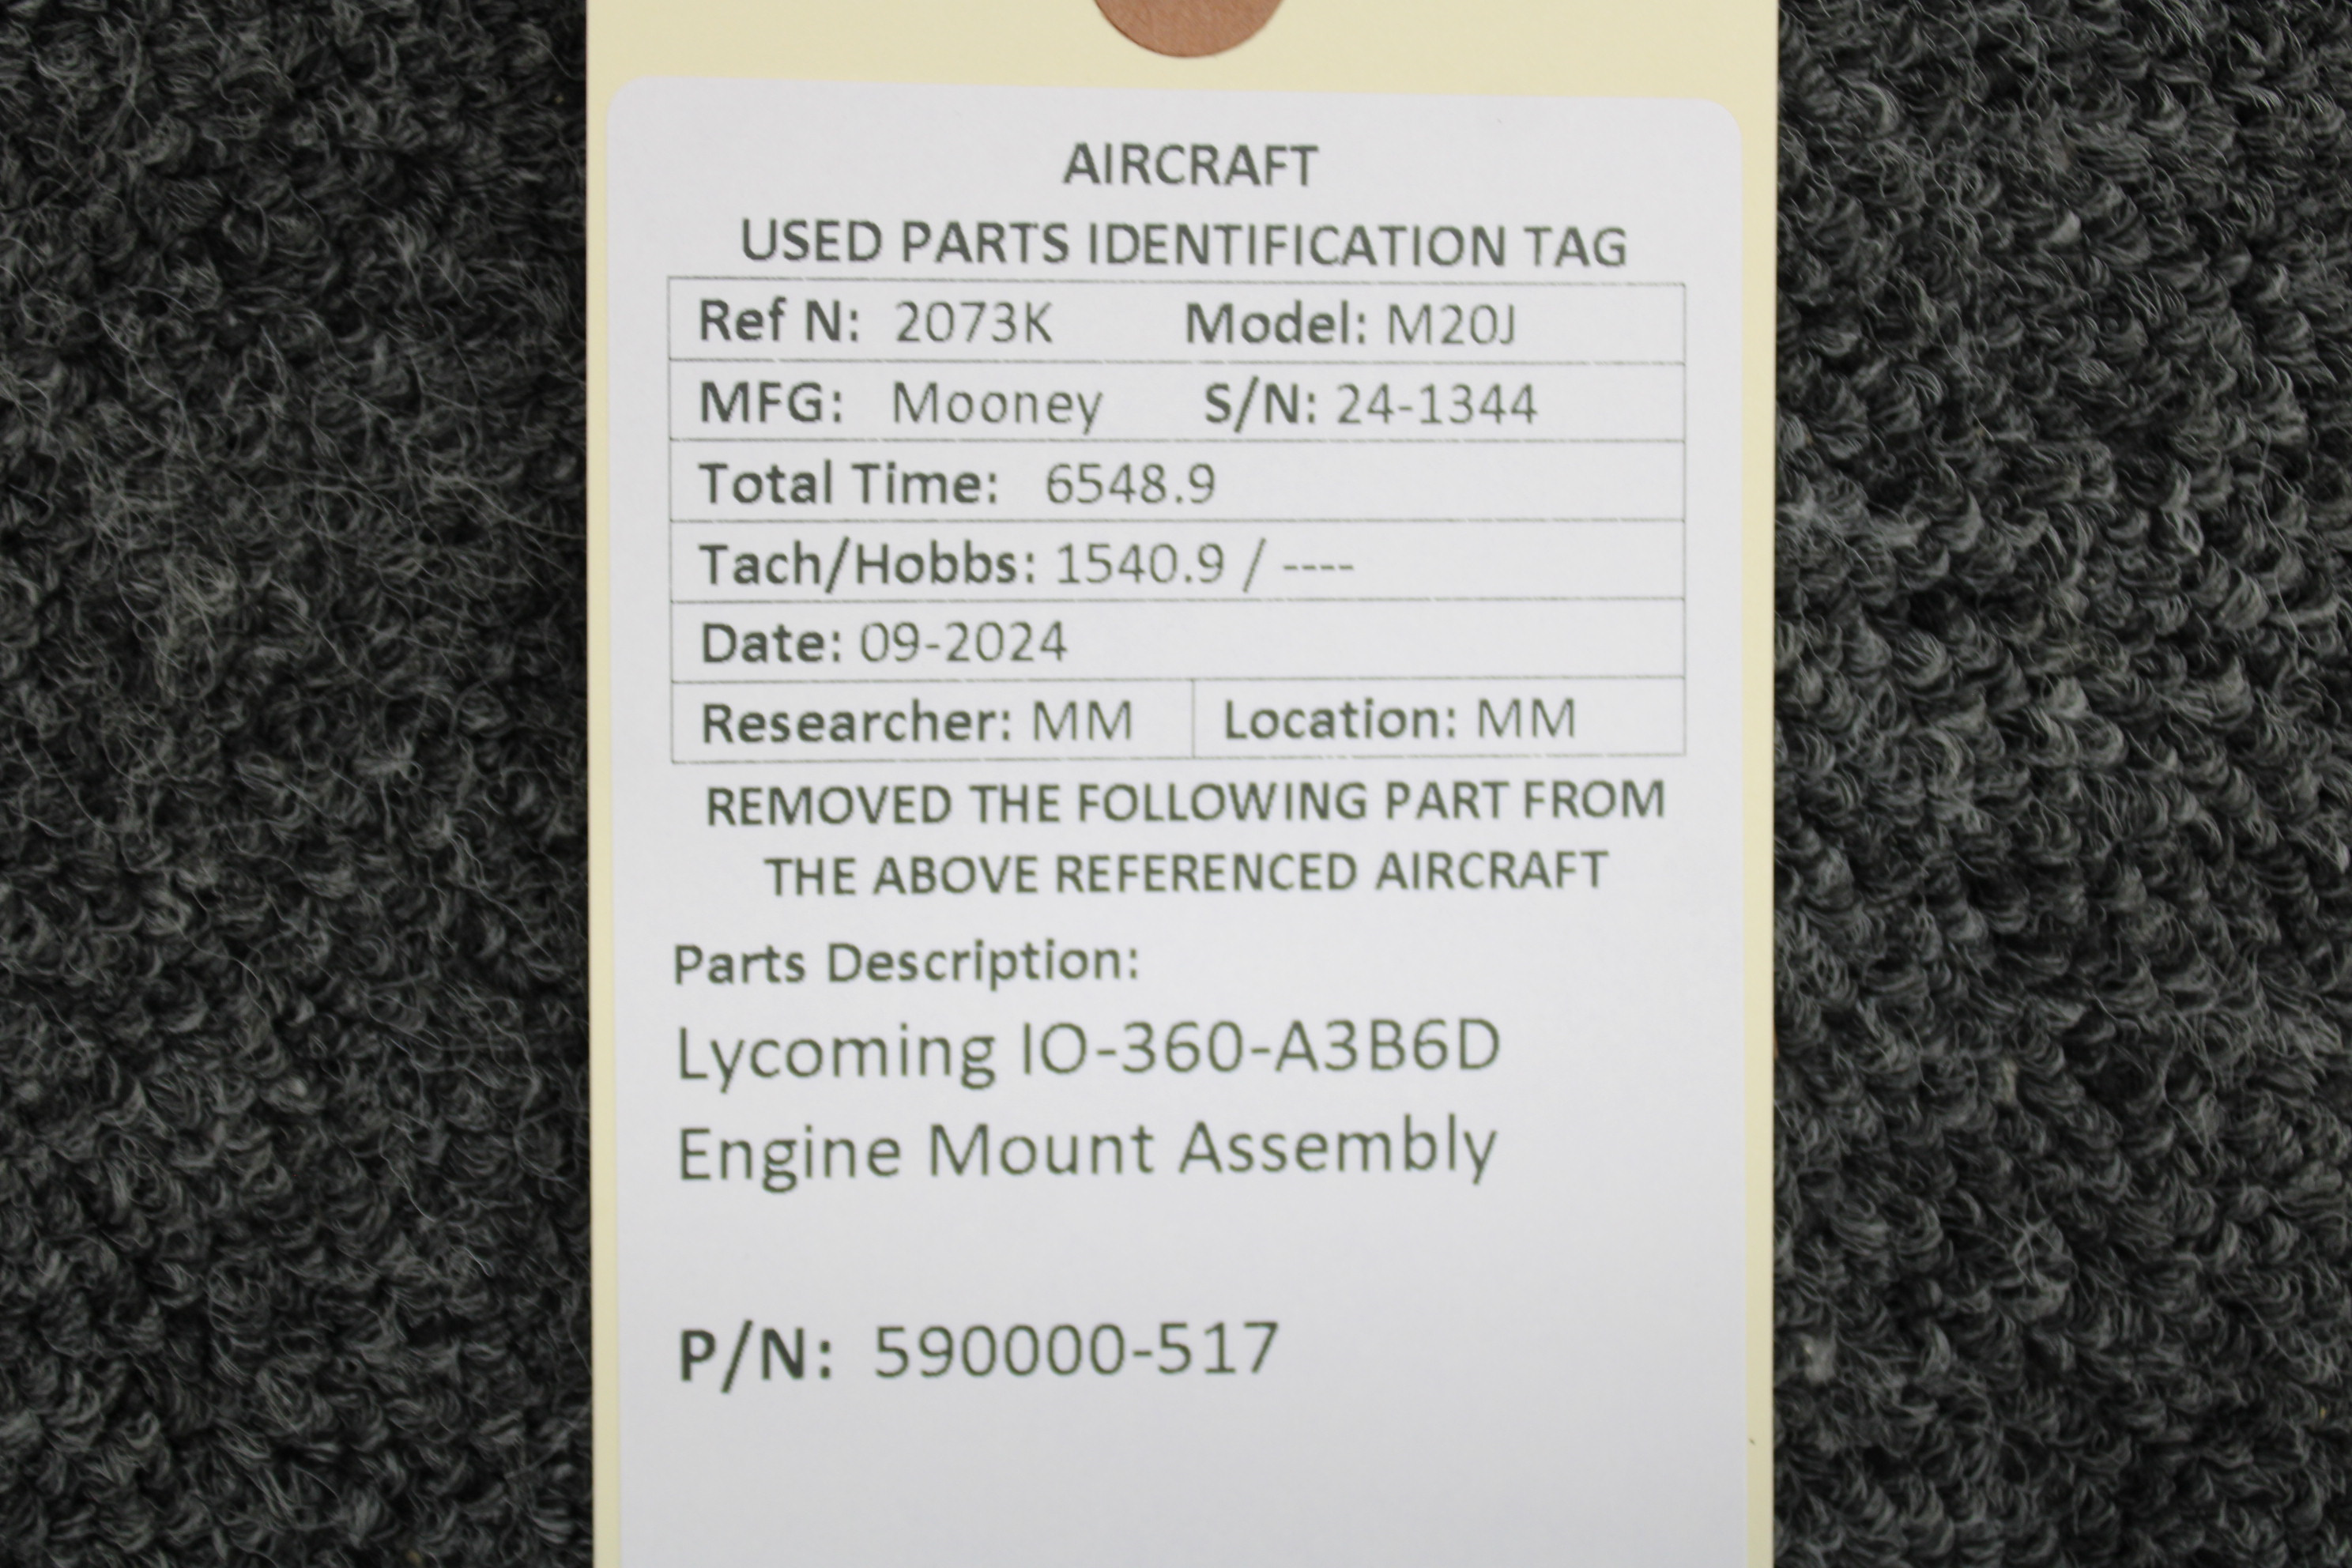 AIRCRAFT
USED PARTS IDENTIFICATION TAG
Ref N: 2073K Model: M20J
MFG: Mooney S/N: 24-1344
Total Time: 6548.9
Tach/Hobbs: 1540.9 / ----
Date: 09-2024
Researcher: MM Location: MM
REMOVED THE FOLLOWING PART FROM
THE ABOVE REFERENCED AIRCRAFT
Parts Description:
Lycoming IO-360-A3B6D
Engine Mount Assembly
P/N: 590000-517